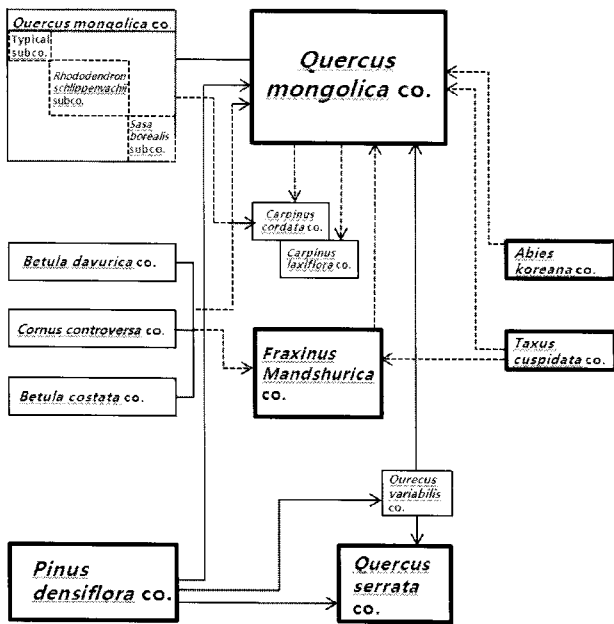 Quercus mongolica co.
Typical
subco.
Rhododendron
schlippenvachii
subco.
Sasa
borealis
subco.
Quercus
mongolica co.
Carpinus
cordata co.
Carpinus
laxiflora co.
Betula davurica co.
Abies
koreana co.
Cornus controversa co.
Fraxinus
Mandshurica
co.
Taxus
cuspidata co.
Betula costata co.
Qurecus
variabilis
co.
Pinus
densiflora co.
Quercus
serrata
co.